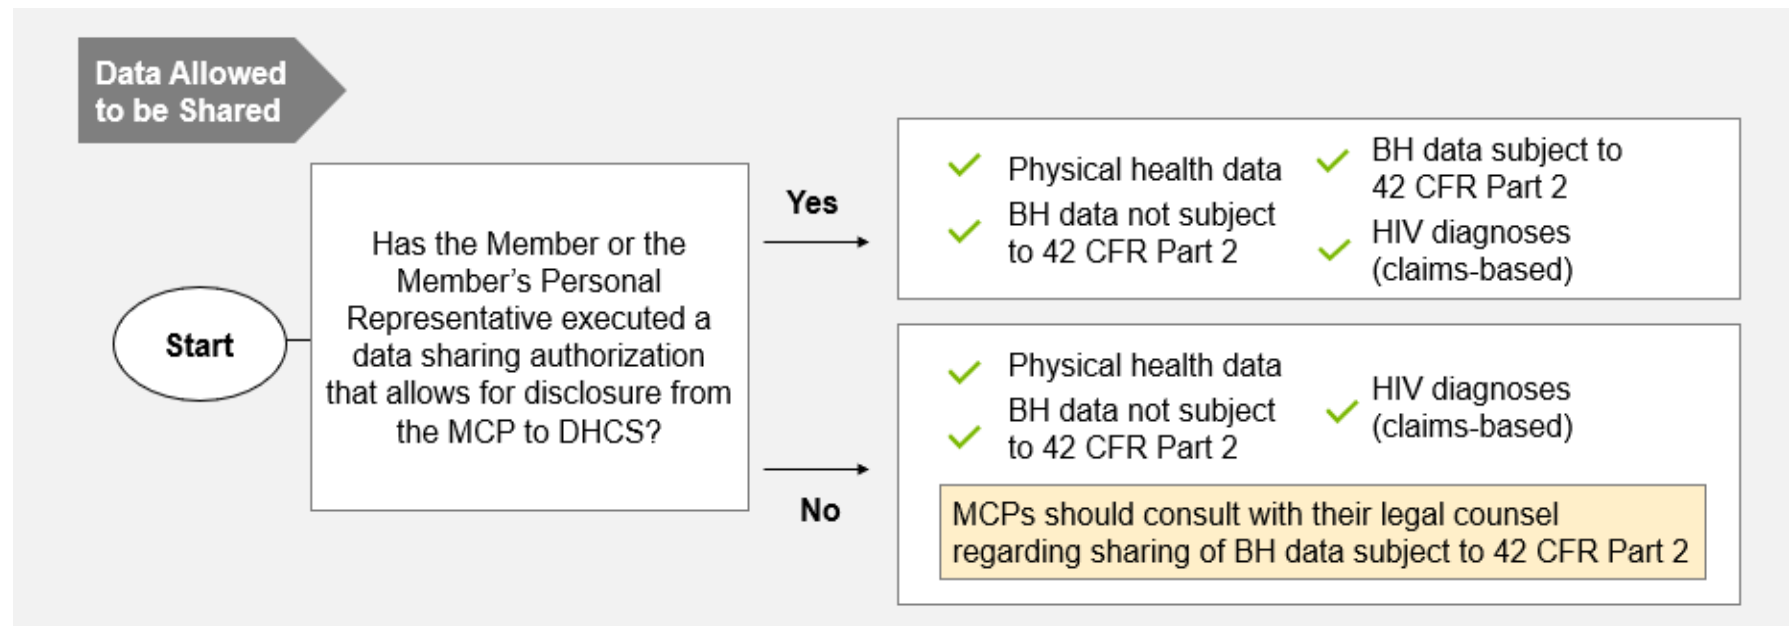 Data Allowed
to be Shared
Start
Has the Member or the
Member’s Personal
Representative executed a
data sharing authorization
that allows for disclosure from
the MCP to DHCS?
Yes
Physical health data
BH data not subject
to 42 CFR Part 2
BH data subject to
42 CFR Part 2
HIV diagnoses
(claims-based)
No
Physical health data
BH data not subject
to 42 CFR Part 2
HIV diagnoses
(claims-based)
MCPs should consult with their legal counsel
regarding sharing of BH data subject to 42 CFR Part 2